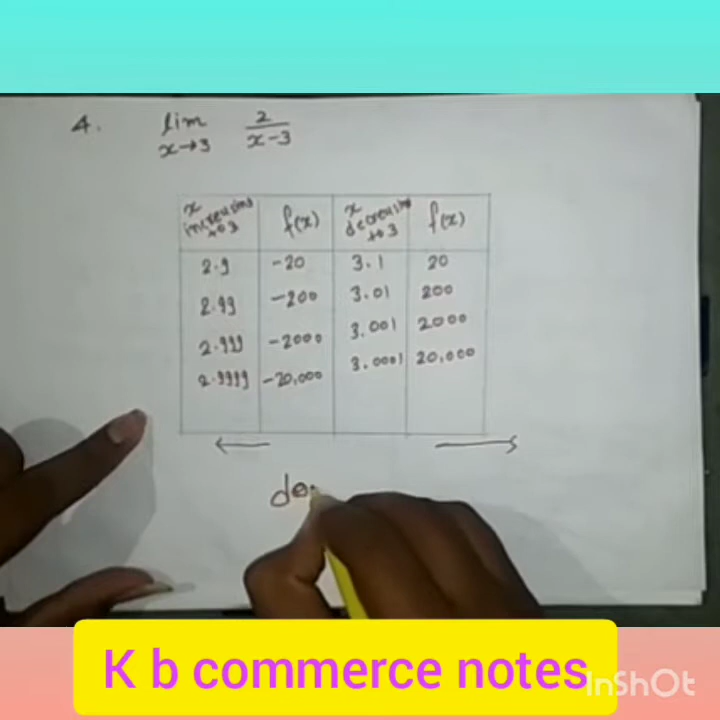 4. lim 2
x→3 x-3
x increasing to 3 f(x) x decreasing to 3 f(x)
2.9 -20 3.1 20
2.99 -200 3.01 200
2.999 -2000 3.001 2000
2.9999 -20,000 3.0001 20,000
K b commerce notes
InShOt